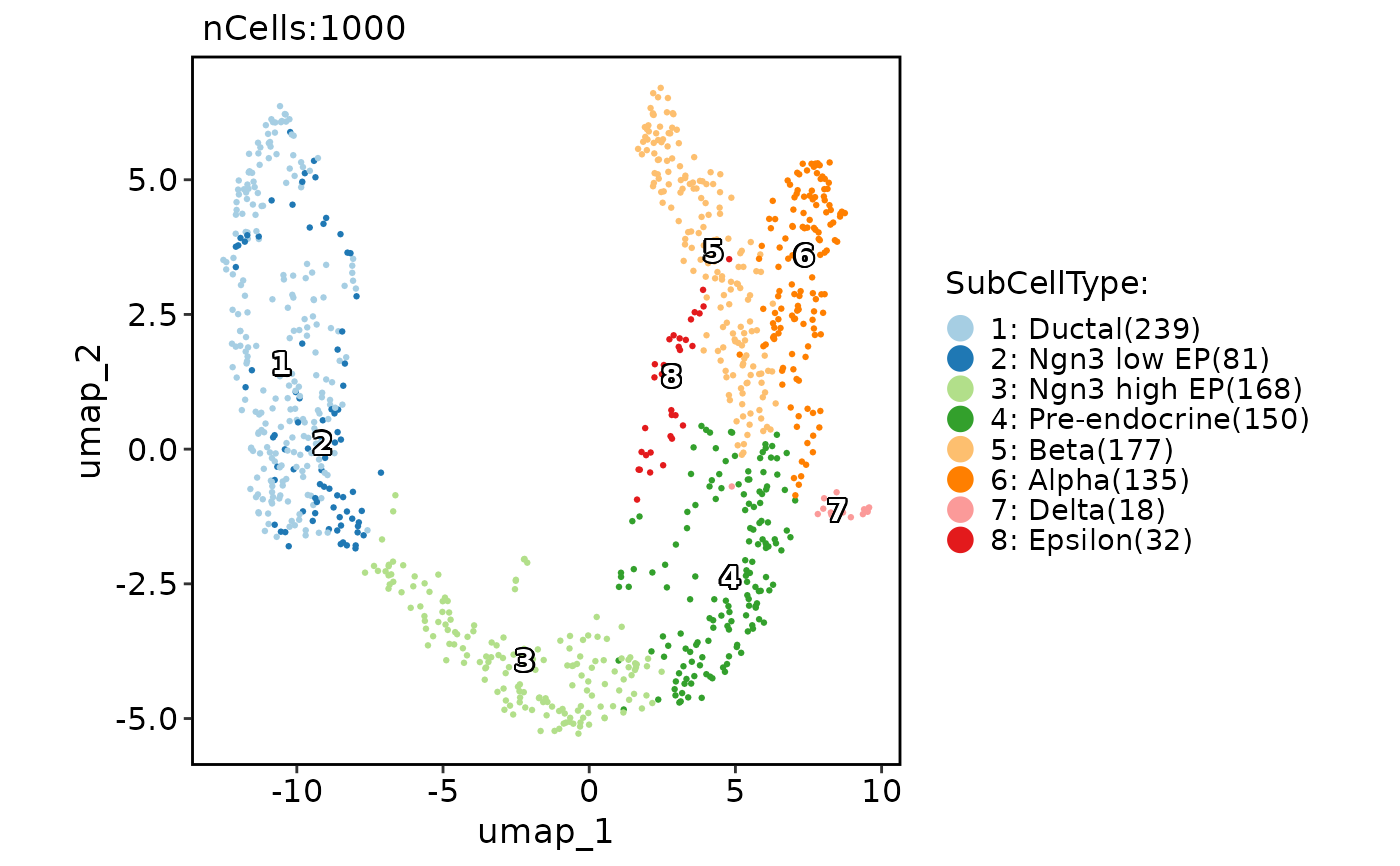 nCells:1000
umap_2
5.0
2.5
0.0
-2.5
-5.0
1
2
3
4
5
6
7
8
-10
-5
0
5
10
umap_1
SubCellType:
1: Ductal(239)
2: Ngn3 low EP(81)
3: Ngn3 high EP(168)
4: Pre-endocrine(150)
5: Beta(177)
6: Alpha(135)
7: Delta(18)
8: Epsilon(32)